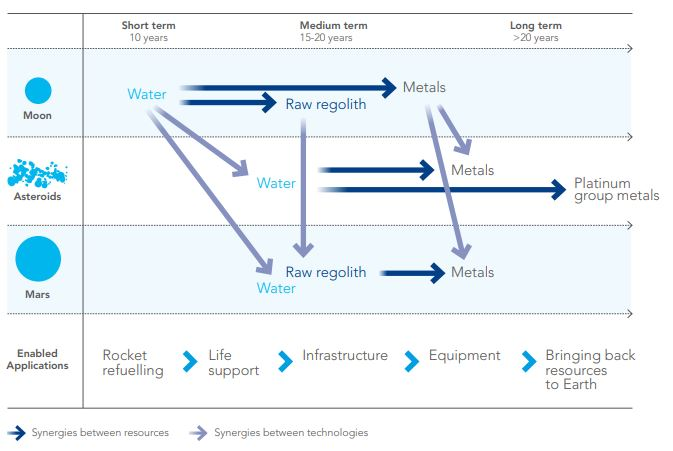 Short term
10 years
Medium term
15-20 years
Long term
>20 years
Moon
Water
Metals
Raw regolith
Asteroids
Water
Metals
Platinum
group metals
Mars
Raw regolith
Water
Metals
Enabled
Applications
Rocket
refuelling
Life
support
Infrastructure
Equipment
Bringing back
resources
to Earth
Synergies between resources
Synergies between technologies